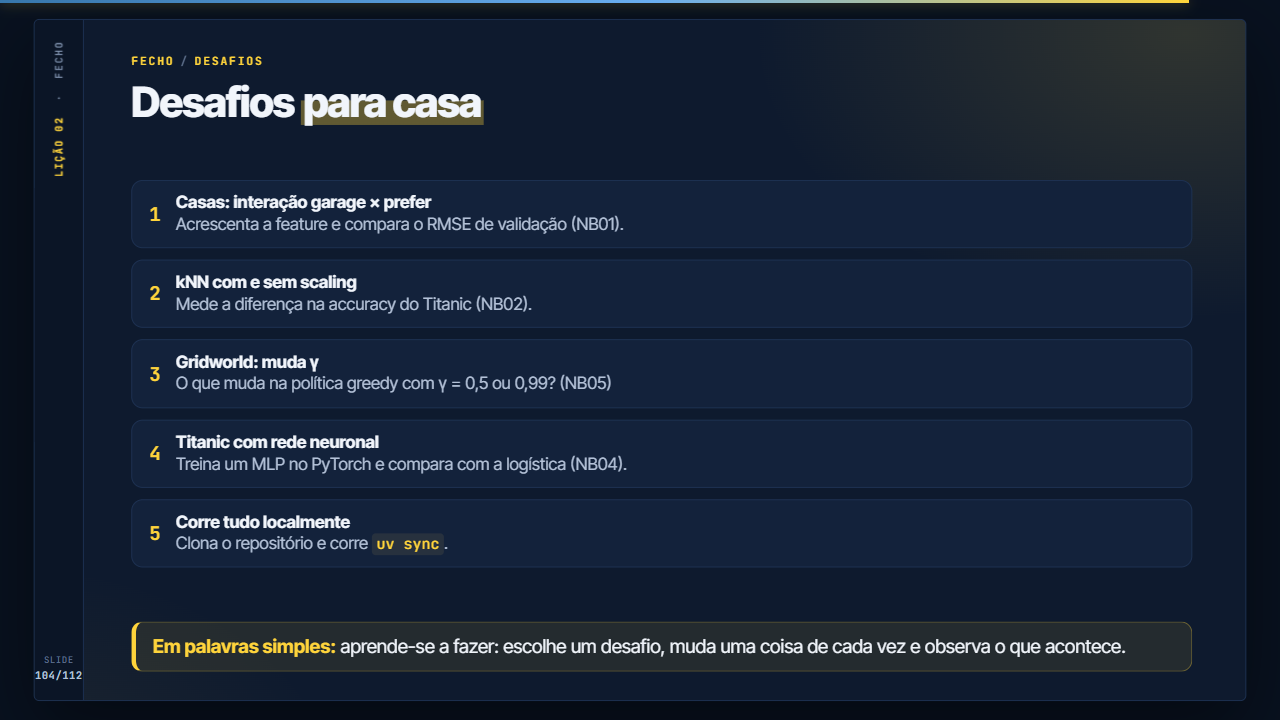 FECHO / DESAFIOS
Desafios para casa
LIÇÃO 02 · FECHO
1
Casas: interação garage × prefer
Acrescenta a feature e compara o RMSE de validação (NB01).
2
kNN com e sem scaling
Mede a diferença na accuracy do Titanic (NB02).
3
Gridworld: muda γ
O que muda na política greedy com γ = 0,5 ou 0,99? (NB05)
4
Titanic com rede neuronal
Treina um MLP no PyTorch e compara com a logística (NB04).
5
Corre tudo localmente
Clona o repositório e corre uv sync.
Em palavras simples: aprende-se a fazer: escolhe um desafio, muda uma coisa de cada vez e observa o que acontece.
SLIDE
104/112